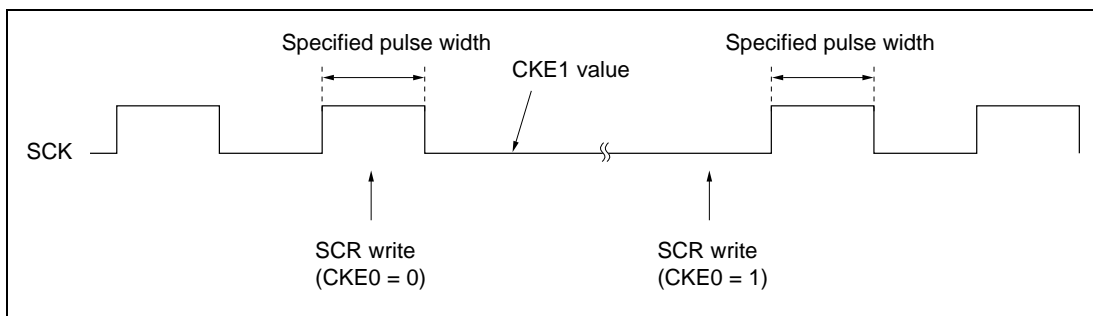 Specified pulse width
Specified pulse width
CKE1 value
SCK
SCR write
(CKE0 = 0)
SCR write
(CKE0 = 1)